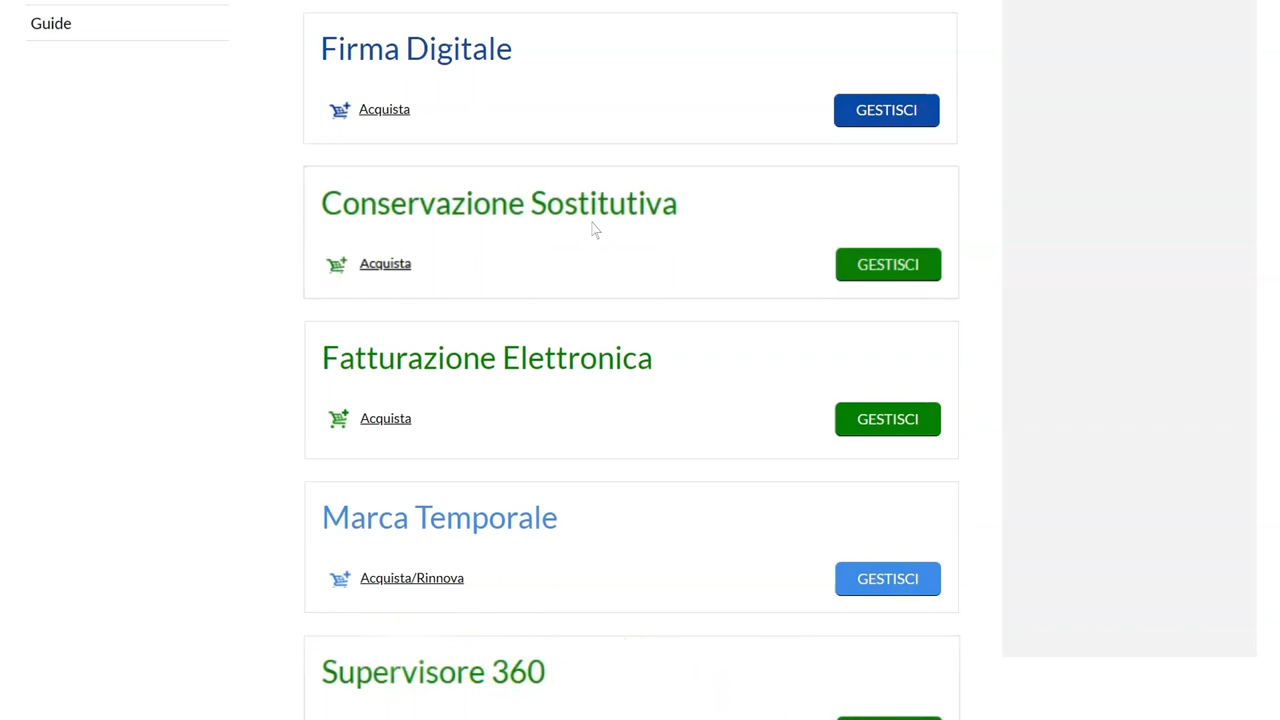 Guide
Firma Digitale
Acquista
GESTISCI
Conservazione Sostitutiva
Acquista
GESTISCI
Fatturazione Elettronica
Acquista
GESTISCI
Marca Temporale
Acquista/Rinnova
GESTISCI
Supervisore 360